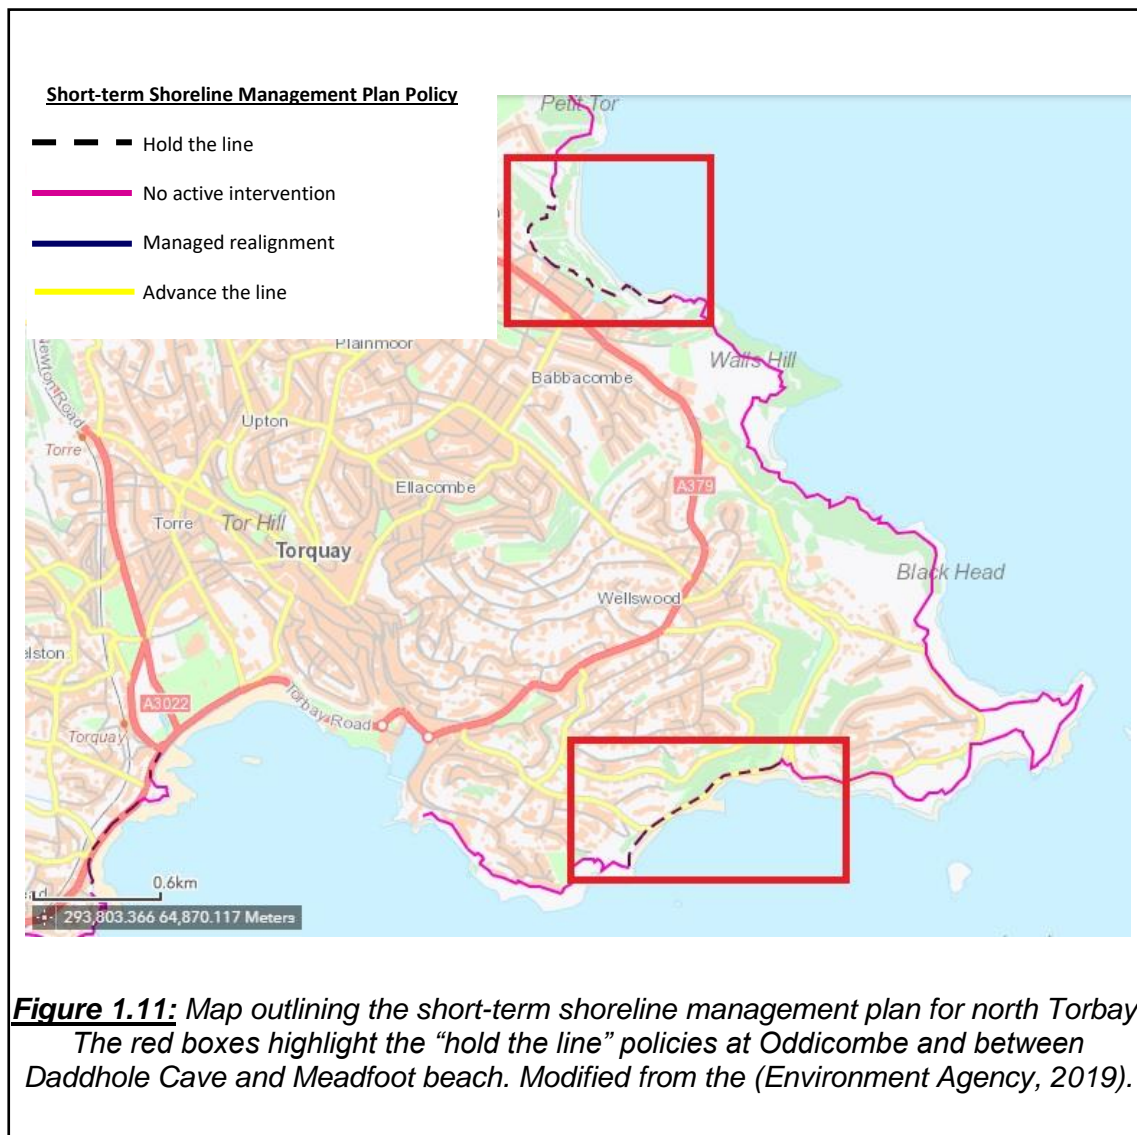 Short-term Shoreline Management Plan Policy
Hold the line
No active intervention
Managed realignment
Advance the line
Petit Tor
Newton Road
Plainmoor
Walls Hill
Babbacombe
Upton
Torre
Ellacombe
A379
Torre
Tor Hill
Torquay
Black Head
Wellswood
elston
A3022
Torbay Road
Torquay
0.6km
293,803.366 64,870.117 Meters
Figure 1.11: Map outlining the short-term shoreline management plan for north Torbay
The red boxes highlight the “hold the line” policies at Oddicombe and between
Daddhole Cave and Meadfoot beach. Modified from the (Environment Agency, 2019).